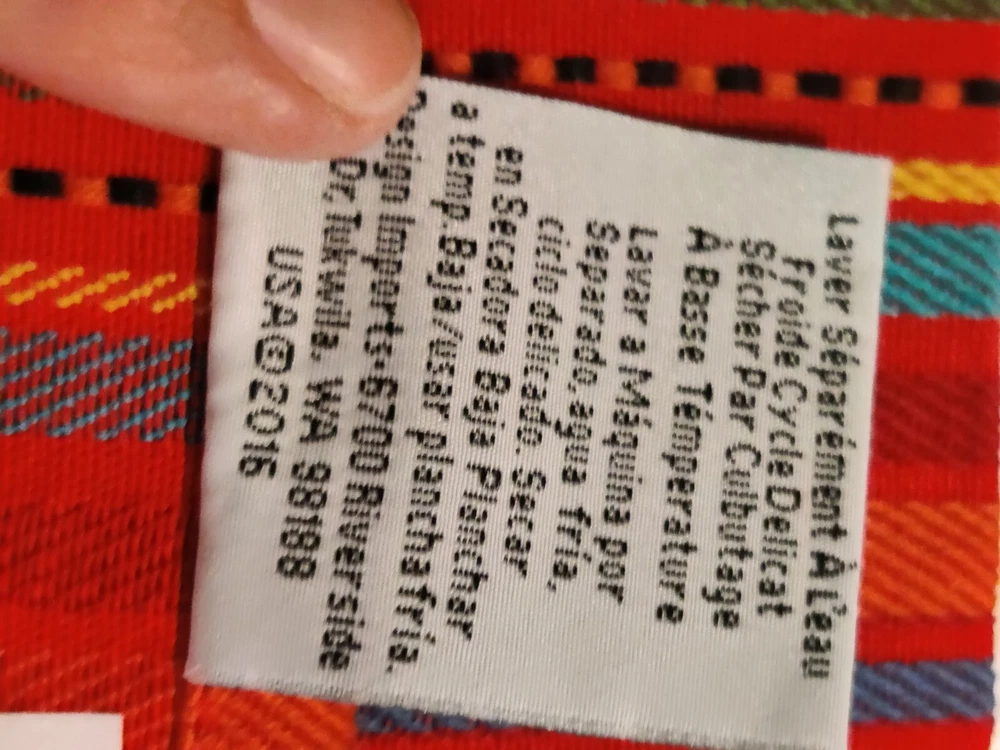 Laver Séparément À L'eau
Froide Cycle Delicat
Sécher Par Culbutage
À Basse Température
Lavar a Máquina por
Separado, agua fría,
ciclo delicado. Secar
en Secadora Baja Planchar
a temp. Baja/usar plancha fría.
Design Imports-6700 Riverside
Dr, Tukwila, WA 98188
USA©2015